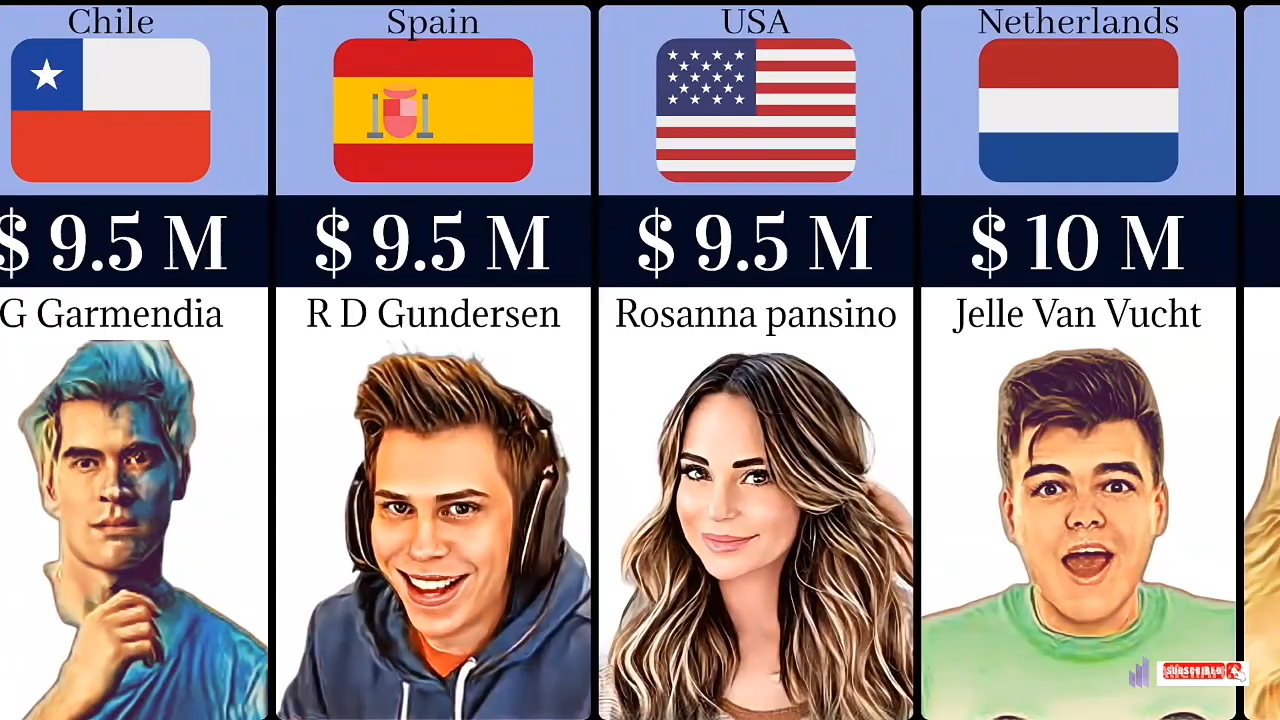 Chile
Spain
USA
Netherlands
$ 9.5 M
$ 9.5 M
$ 9.5 M
$ 10 M
G Garmendia
R D Gundersen
Rosanna pansino
Jelle Van Vucht